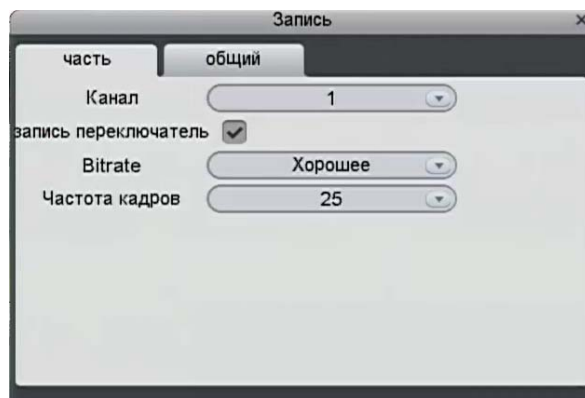 Запись
часть общий
Канал 1
запись переключатель
Bitrate Хорошее
Частота кадров 25